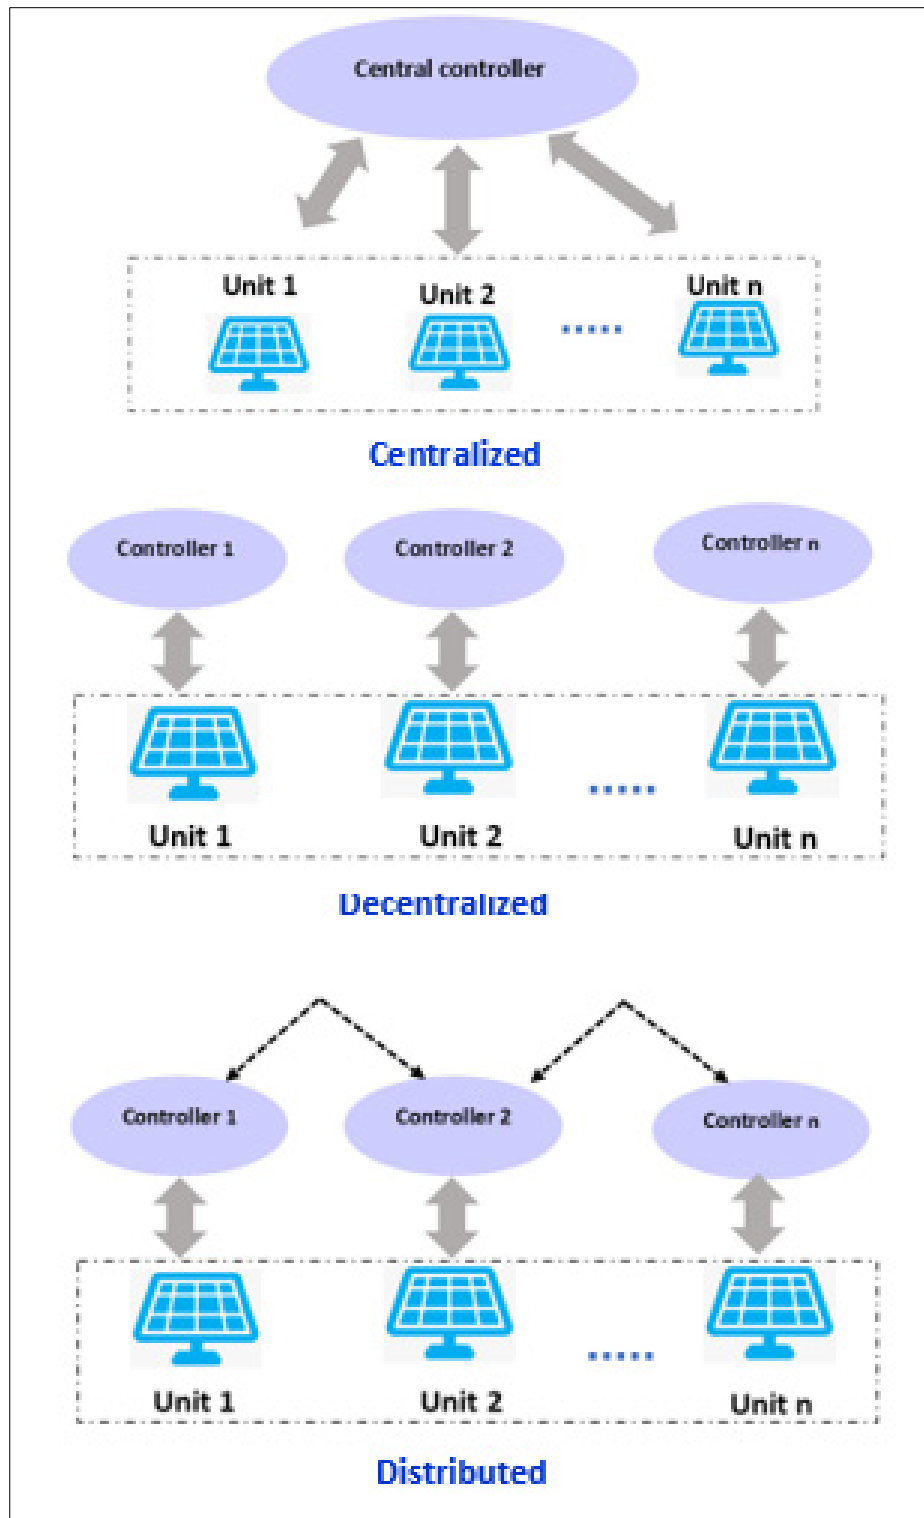 Central controller
Unit 1
Unit 2
Unit n
.....
Centralized
Controller 1
Controller 2
Controller n
.....
Unit 1
Unit 2
Unit n
Decentralized
Controller 1
Controller 2
Controller n
.....
Unit 1
Unit 2
Unit n
Distributed